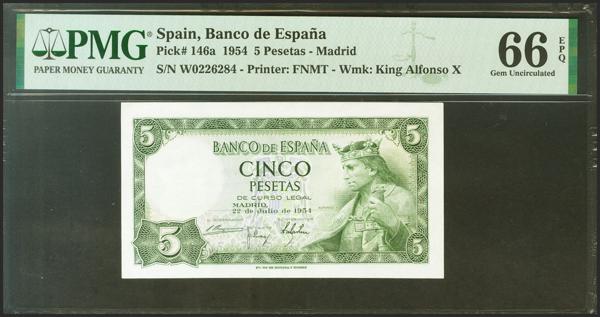 PMG
PAPER MONEY GUARANTY
Spain, Banco de España
Pick# 146a 1954 5 Pesetas - Madrid
S/N W0226284 - Printer: FNMT - Wmk: King Alfonso X
66 EPQ
Gem Uncirculated
5 5
BANCO DE ESPAÑA
CINCO
PESETAS
DE CURSO LEGAL
MADRID,
22 de Julio de 1954
5 5